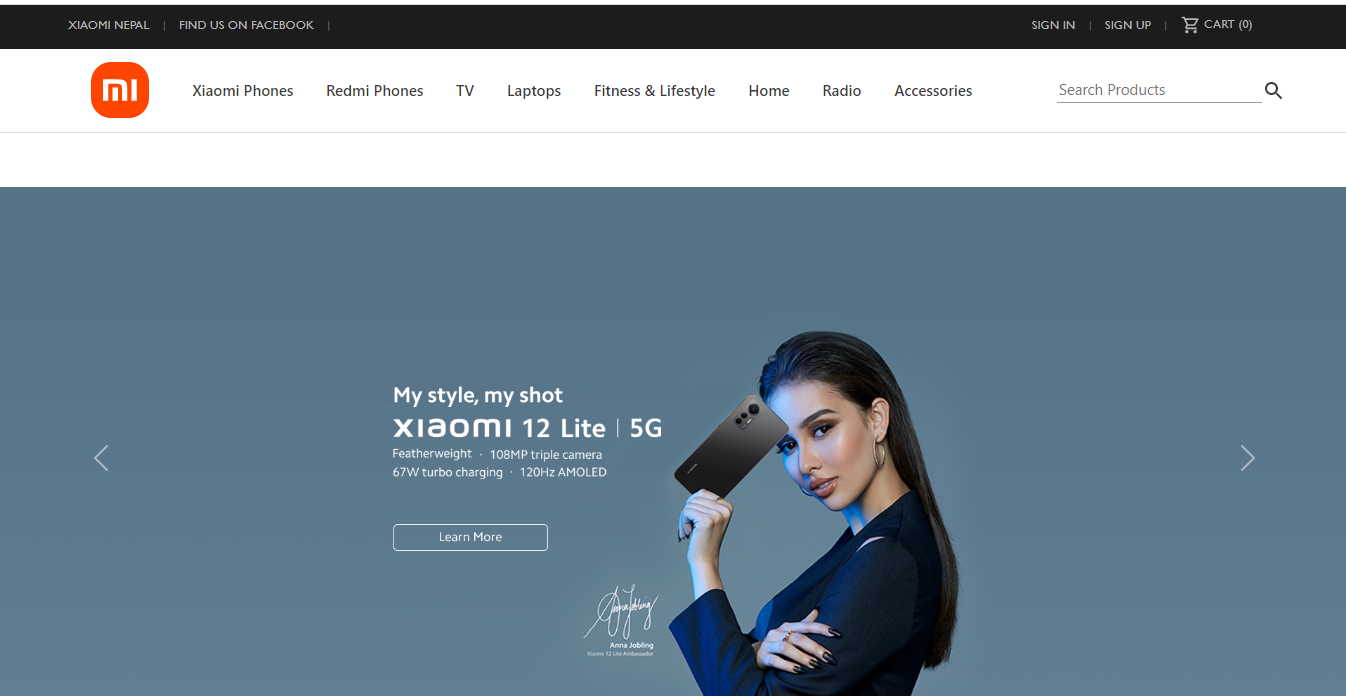 XIAOMI NEPAL | FIND US ON FACEBOOK | SIGN IN | SIGN UP | CART (0)
mi Xiaomi Phones Redmi Phones TV Laptops Fitness & Lifestyle Home Radio Accessories Search Products
My style, my shot
xiaomi 12 Lite | 5G
Featherweight · 108MP triple camera
67W turbo charging · 120Hz AMOLED
Learn More
Anna Jobling
Anna Jobling
Xiaomi 12 Lite Ambassador